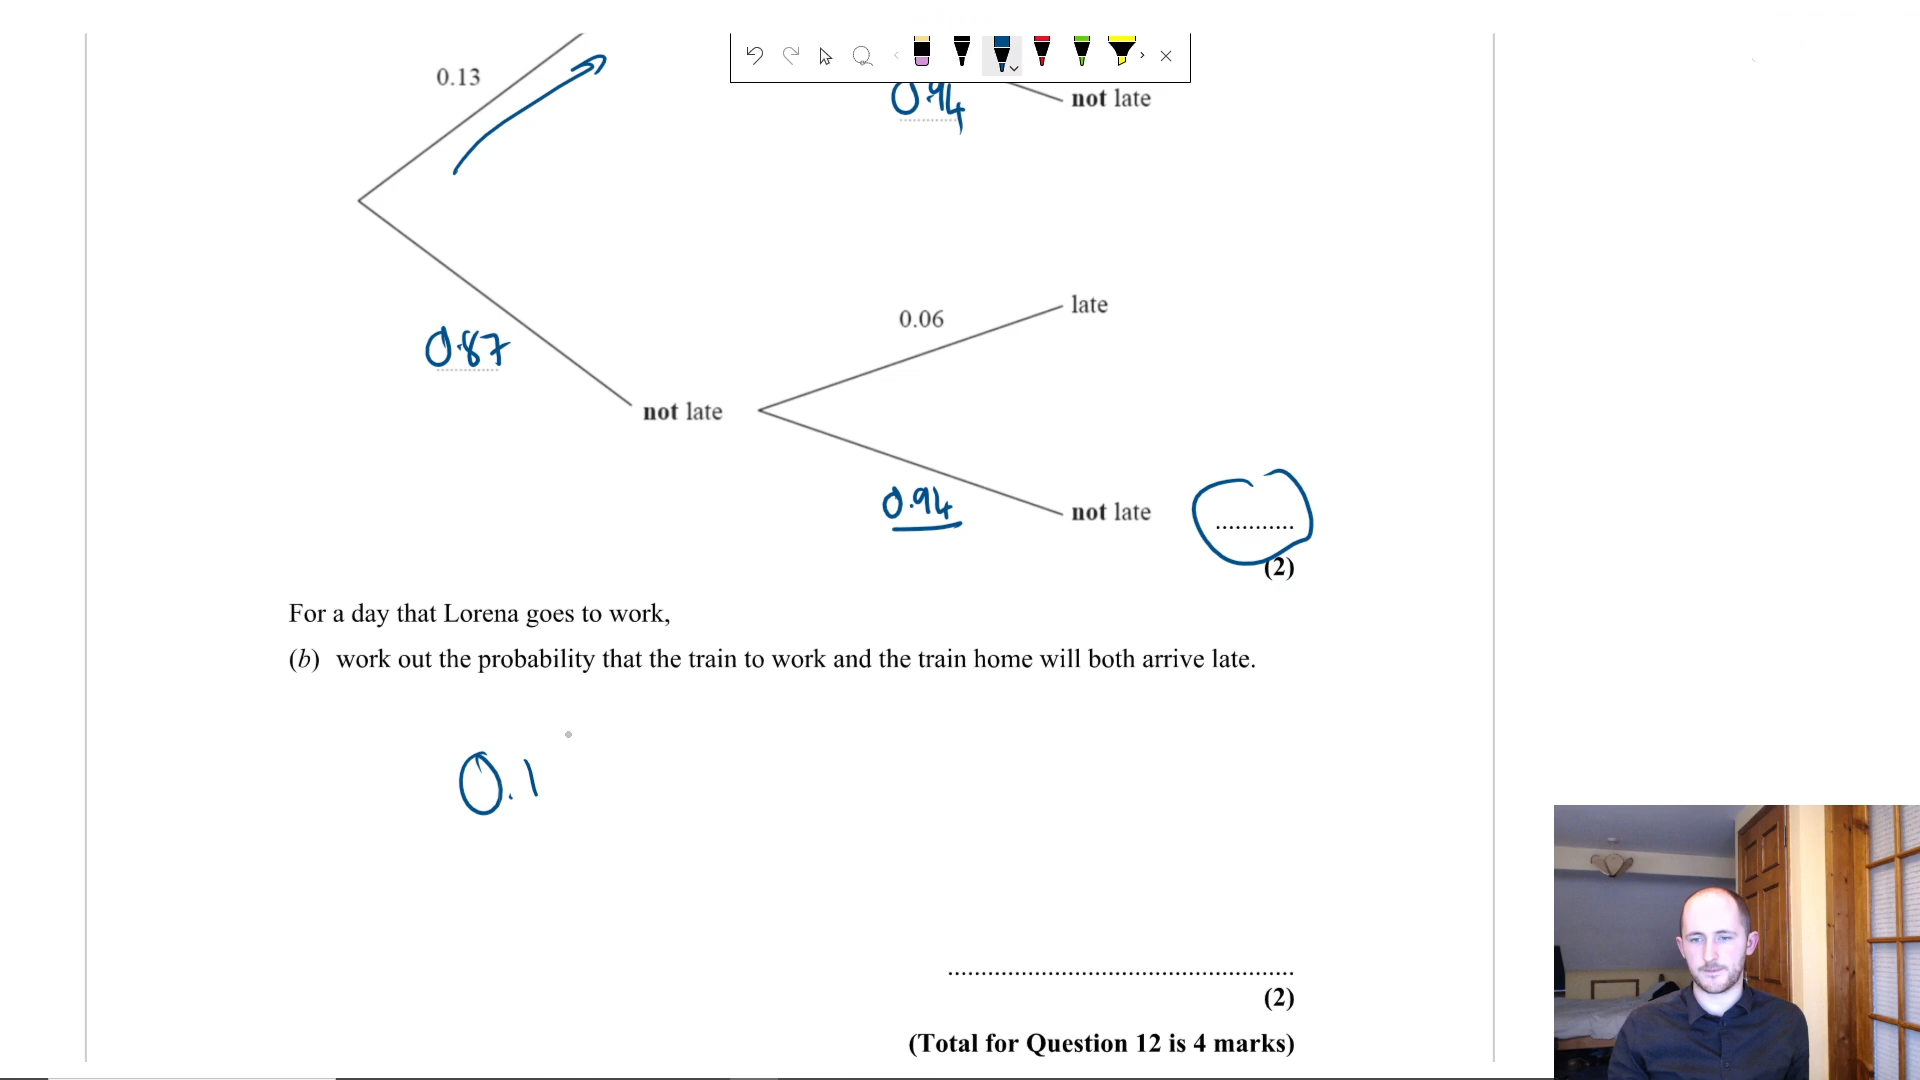 0.13
0.94
not late
0.06
late
0.87
not late
0.94
not late
............
(2)
For a day that Lorena goes to work,
(b) work out the probability that the train to work and the train home will both arrive late.
0.1
....................................................
(2)
(Total for Question 12 is 4 marks)